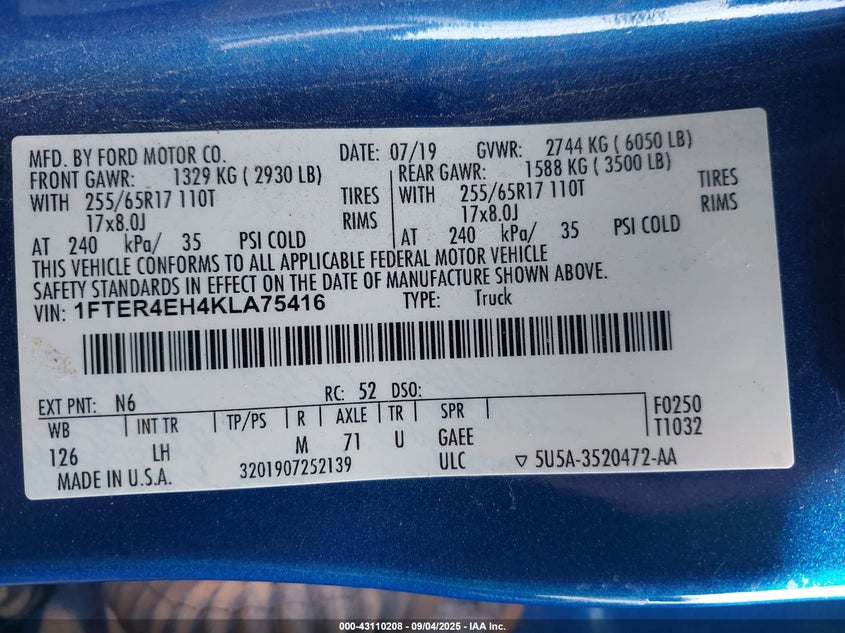 MFD. BY FORD MOTOR CO. DATE: 07/19 GVWR: 2744 KG ( 6050 LB)
FRONT GAWR: 1329 KG ( 2930 LB) REAR GAWR: 1588 KG ( 3500 LB)
WITH 255/65R17 110T TIRES WITH 255/65R17 110T TIRES
17x8.0J RIMS 17x8.0J RIMS
AT 240 kPa/ 35 PSI COLD AT 240 kPa/ 35 PSI COLD
THIS VEHICLE CONFORMS TO ALL APPLICABLE FEDERAL MOTOR VEHICLE
SAFETY STANDARDS IN EFFECT ON THE DATE OF MANUFACTURE SHOWN ABOVE.
VIN: 1FTER4EH4KLA75416 TYPE: Truck
EXT PNT: N6 RC: 52 DSO:
WB INT TR TP/PS R AXLE TR SPR F0250
126 LH M 71 U GAEE T1032
MADE IN U.S.A. 3201907252139 ULC ▽ 5U5A-3520472-AA
000-43110208 - 09/04/2025 - IAA Inc.